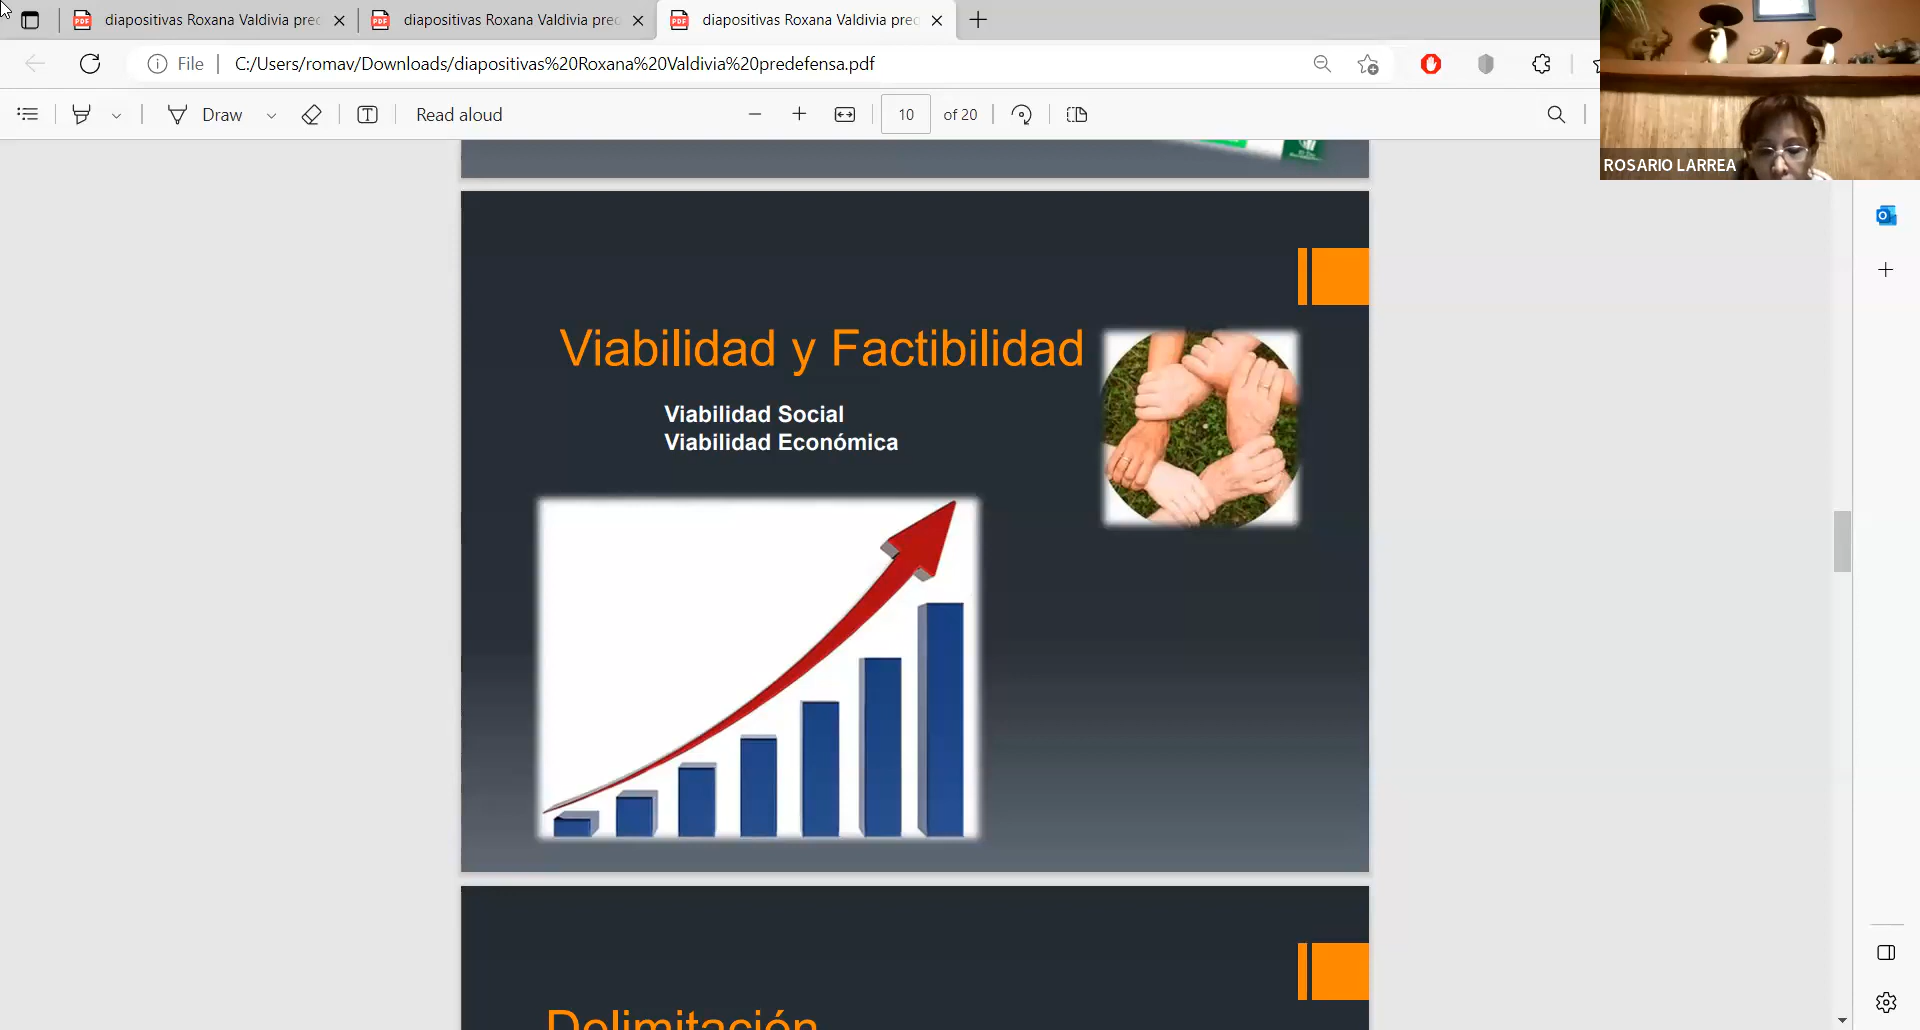 diapositivas Roxana Valdivia pred
diapositivas Roxana Valdivia pred
diapositivas Roxana Valdivia pred
File
C:/Users/romav/Downloads/diapositivas%20Roxana%20Valdivia%20predefensa.pdf
Draw
Read aloud
10 of 20
ROSARIO LARREA
Viabilidad y Factibilidad
Viabilidad Social
Viabilidad Económica
Delimitación